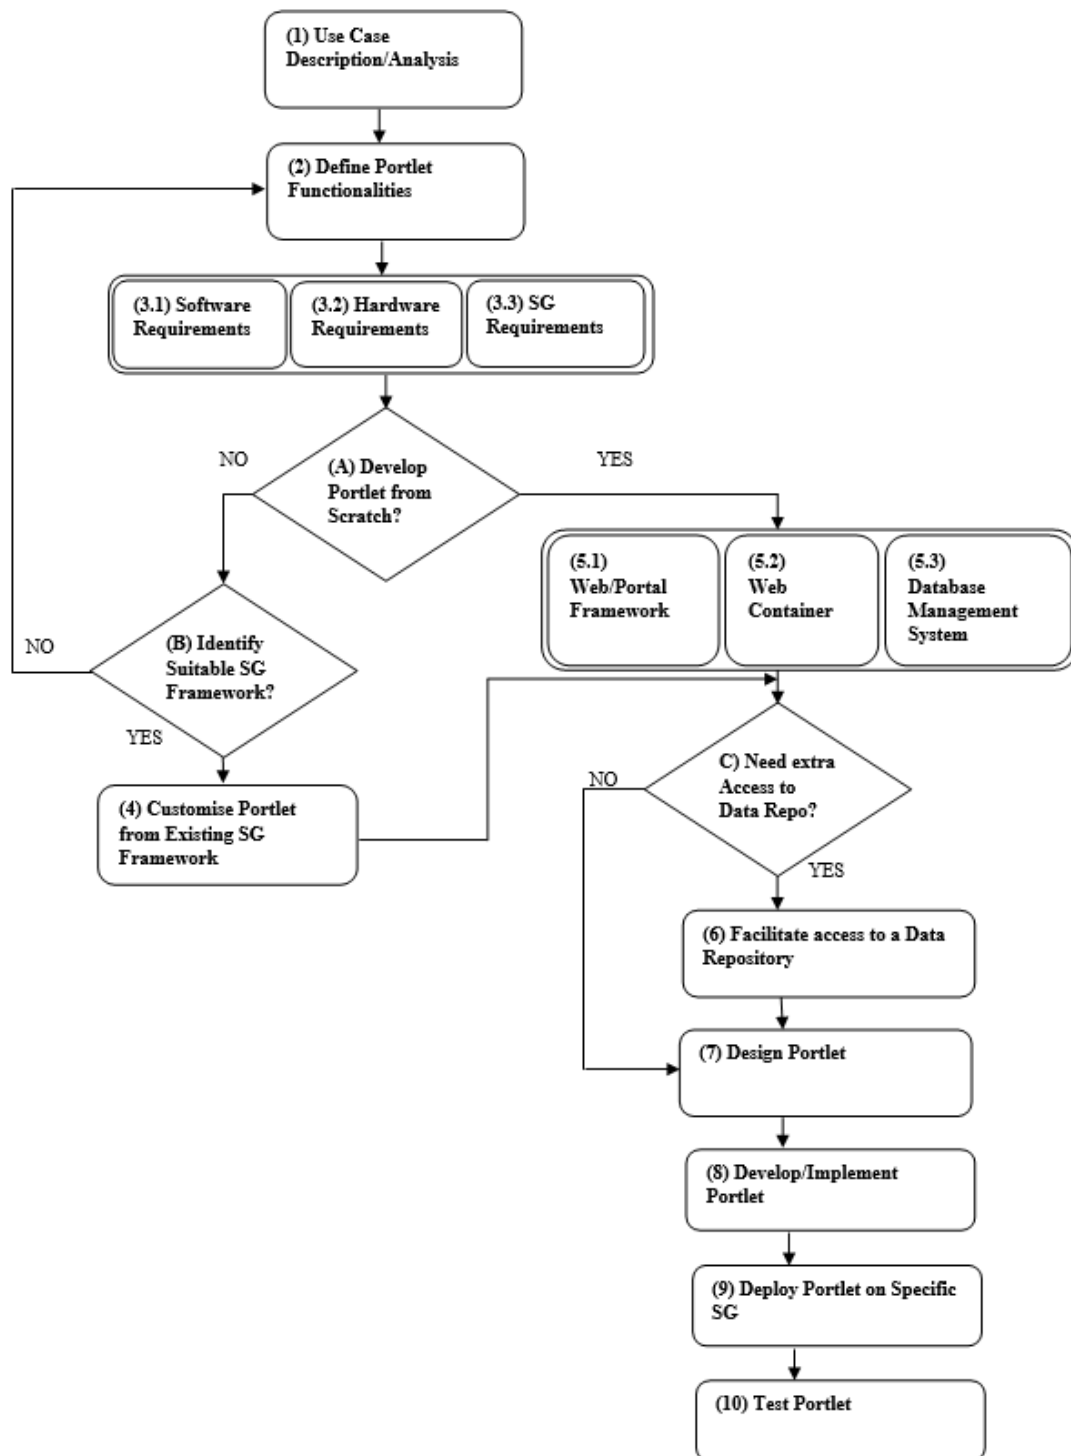 (1) Use Case
Description/Analysis
(2) Define Portlet
Functionalities
(3.1) Software
Requirements
(3.2) Hardware
Requirements
(3.3) SG
Requirements
NO
(A) Develop
Portlet from
Scratch?
YES
(5.1)
Web/Portal
Framework
(5.2)
Web
Container
(5.3)
Database
Management
System
NO
(B) Identify
Suitable SG
Framework?
YES
(4) Customise Portlet
from Existing SG
Framework
NO
C) Need extra
Access to
Data Repo?
YES
(6) Facilitate access to a Data
Repository
(7) Design Portlet
(8) Develop/Implement
Portlet
(9) Deploy Portlet on Specific
SG
(10) Test Portlet